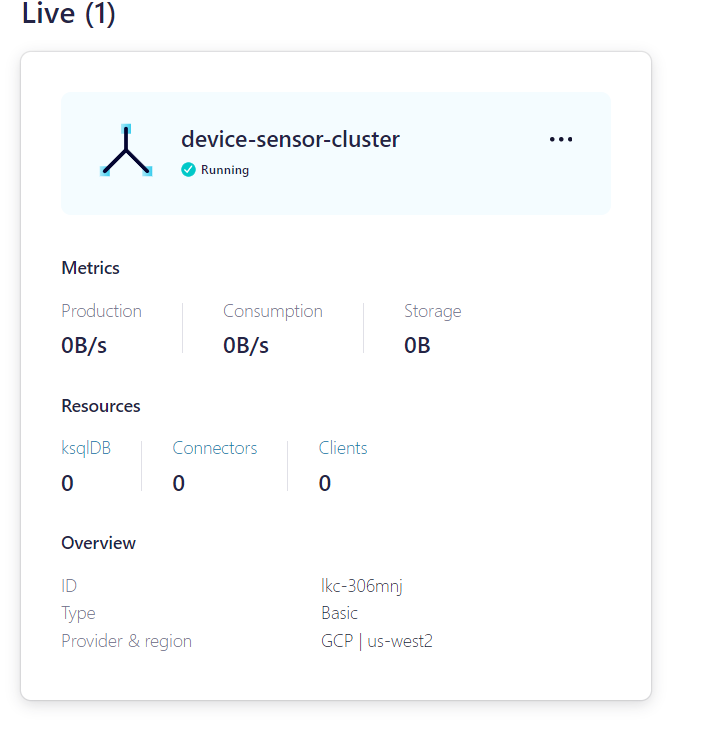 Live (1)
device-sensor-cluster
Running
Metrics
Production Consumption Storage
0B/s 0B/s 0B
Resources
ksqlDB Connectors Clients
0 0 0
Overview
ID lkc-306mnj
Type Basic
Provider & region GCP | us-west2